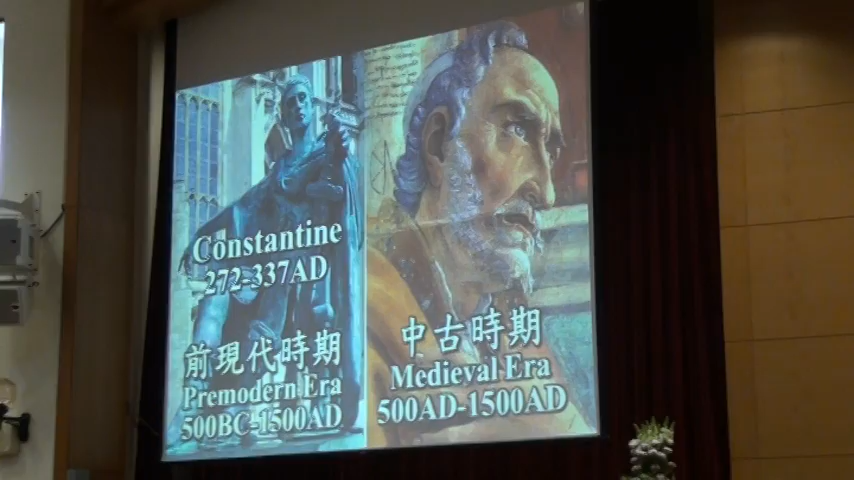 Constantine
272-337AD
前現代時期
Premodern Era
500BC-1500AD
中古時期
Medieval Era
500AD-1500AD